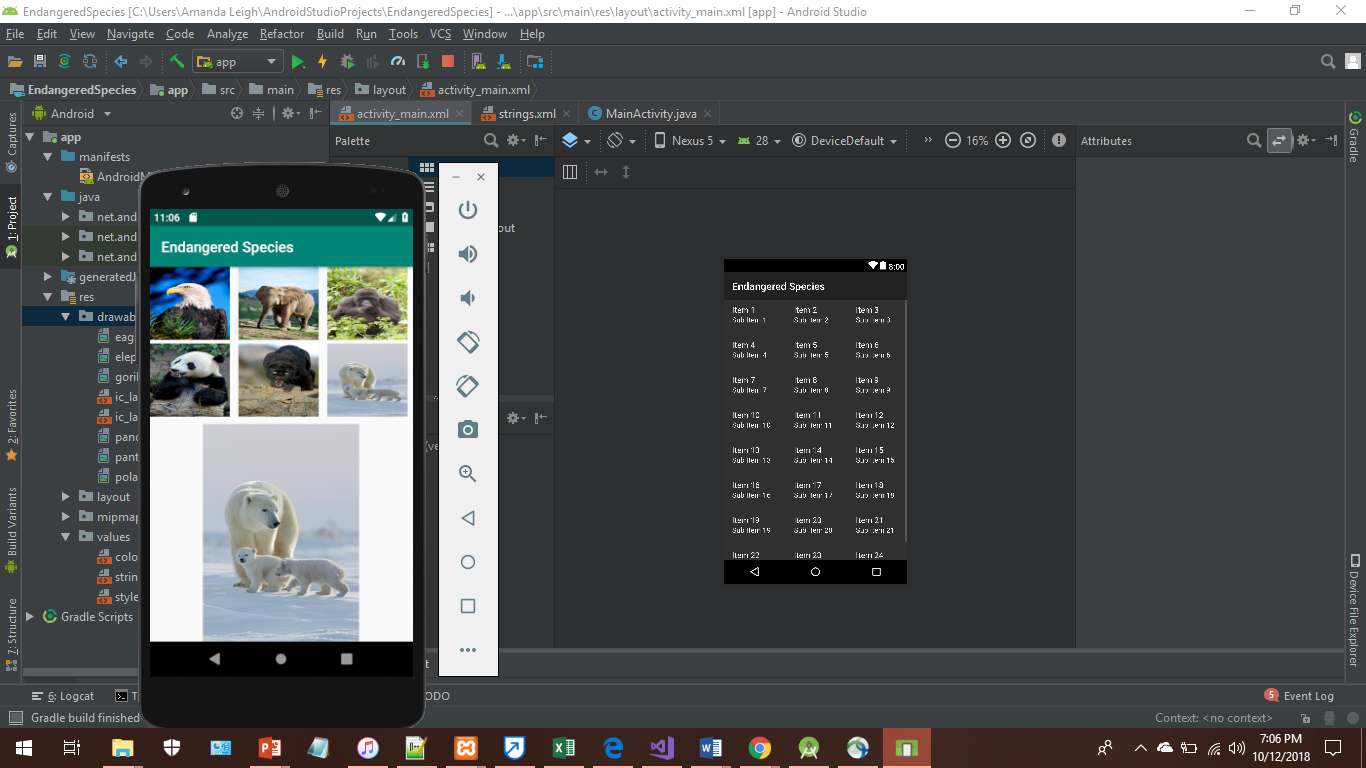 EndangeredSpecies [C:\Users\Amanda Leigh\AndroidStudioProjects\EndangeredSpecies] - ...\app\src\main\res\layout\activity_main.xml [app] - Android Studio
File Edit View Navigate Code Analyze Refactor Build Run Tools VCS Window Help
app
EndangeredSpecies app src main res layout activity_main.xml
Android
activity_main.xml strings.xml MainActivity.java
Palette
Nexus 5 28 DeviceDefault 16%
Attributes
Captures
1: Project
2: Favorites
Build Variants
7: Structure
app
manifests
AndroidM
java
net.and
net.and
net.and
generatedJ
res
drawab
eag
elep
goril
ic_la
ic_la
pand
pant
pola
layout
mipmap
values
colo
strin
style
Gradle Scripts
11:06
Endangered Species
out
(ve
8:00
Endangered Species
Item 1 Item 2 Item 3
Sub Item 1 Sub Item 2 Sub Item 3
Item 4 Item 5 Item 6
Sub Item 4 Sub Item 5 Sub Item 6
Item 7 Item 8 Item 9
Sub Item 7 Sub Item 8 Sub Item 9
Item 10 Item 11 Item 12
Sub Item 10 Sub Item 11 Sub Item 12
Item 13 Item 14 Item 15
Sub Item 13 Sub Item 14 Sub Item 15
Item 16 Item 17 Item 18
Sub Item 16 Sub Item 17 Sub Item 18
Item 19 Item 20 Item 21
Sub Item 19 Sub Item 20 Sub Item 21
Item 22 Item 23 Item 24
Gradle
Device File Explorer
t
6: Logcat T ODO
5 Event Log
Gradle build finished
Context: <no context>
7:06 PM
10/12/2018